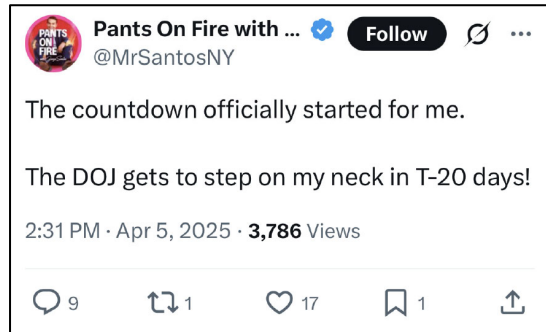 PANTS
ON
FIRE
Pants On Fire with ...
Follow
@MrSantosNY
The countdown officially started for me.
The DOJ gets to step on my neck in T-20 days!
2:31 PM · Apr 5, 2025 · 3,786 Views
9 1 17 1